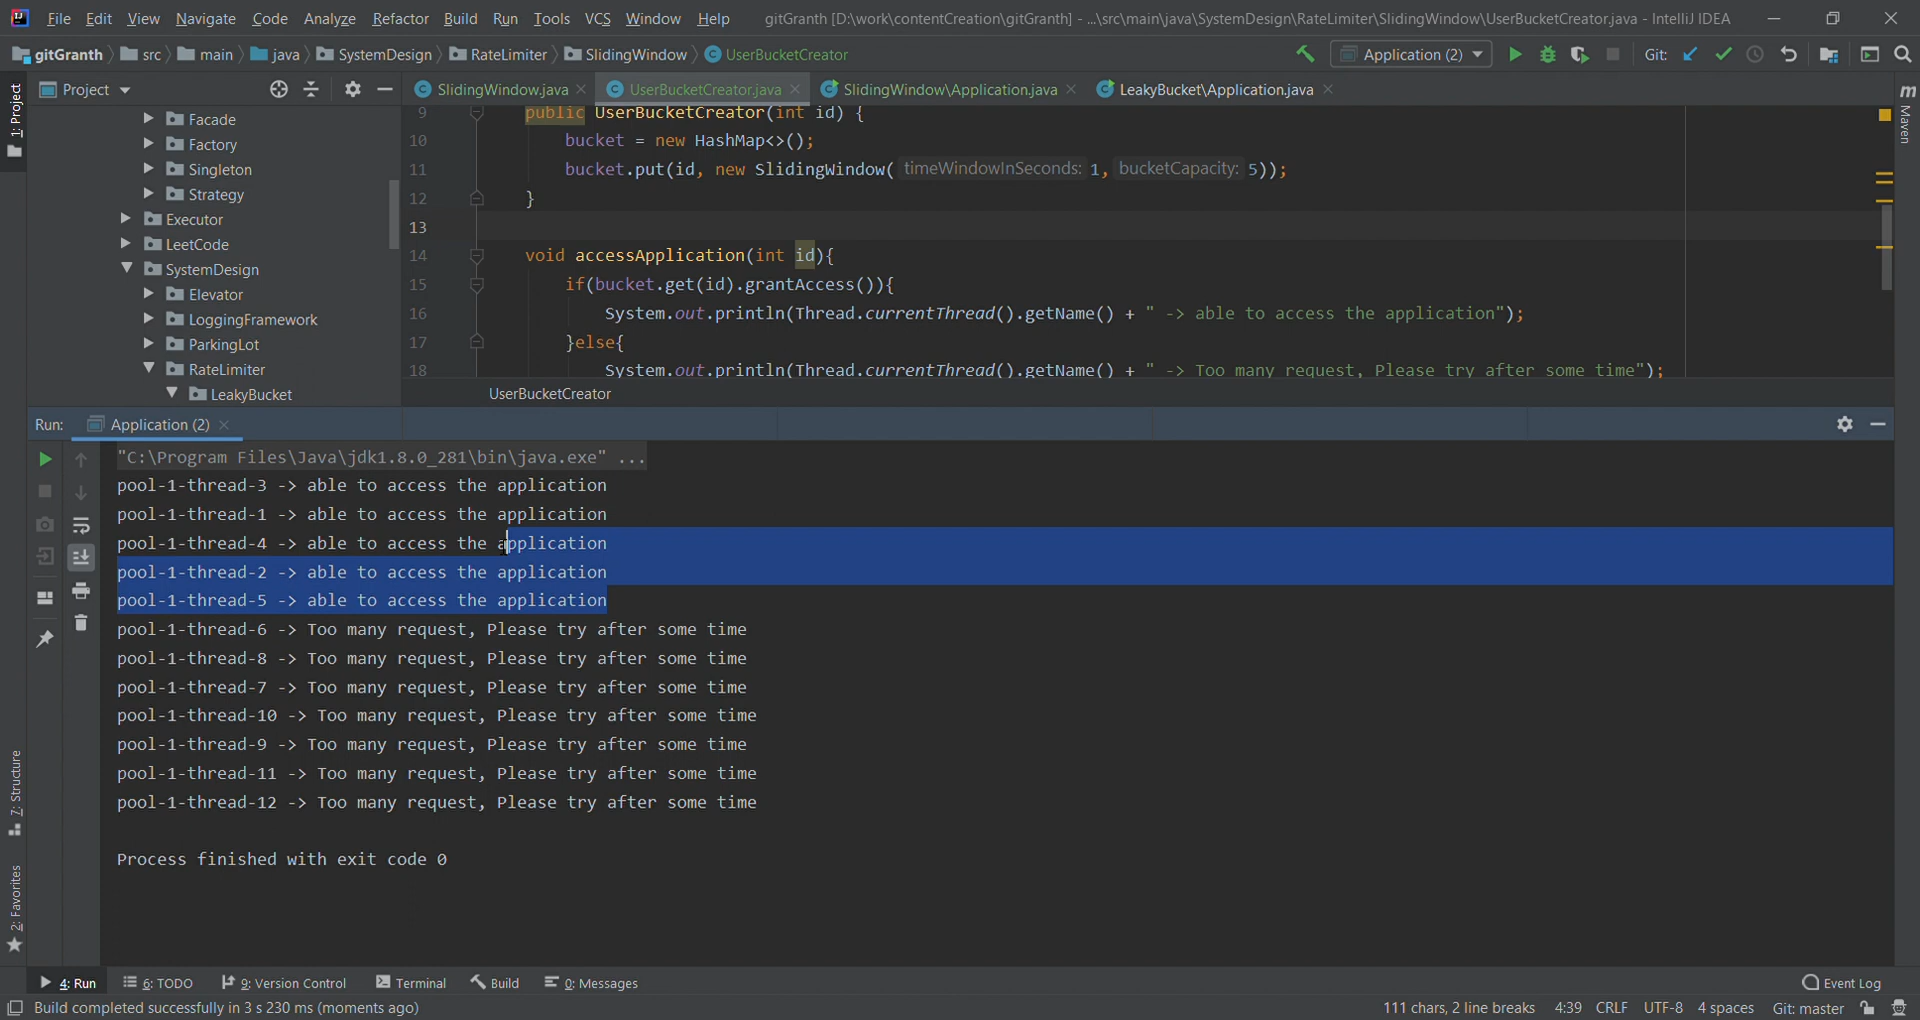 File Edit View Navigate Code Analyze Refactor Build Run Tools VCS Window Help gitGranth [D:\work\contentCreation\gitGranth] - ...\src\main\java\SystemDesign\RateLimiter\SlidingWindow\UserBucketCreator.java - IntelliJ IDEA
gitGranth src main java SystemDesign RateLimiter SlidingWindow UserBucketCreator Application (2) Git:
Project SlidingWindow.java UserBucketCreator.java SlidingWindow\Application.java LeakyBucket\Application.java
1: Project
Maven
Facade
Factory
Singleton
Strategy
Executor
LeetCode
SystemDesign
Elevator
LoggingFramework
ParkingLot
RateLimiter
LeakyBucket
9 public UserBucketCreator(int id) {
10 bucket = new HashMap<>();
11 bucket.put(id, new SlidingWindow( timeWindowInSeconds: 1, bucketCapacity: 5));
12 }
13
14 void accessApplication(int id){
15 if(bucket.get(id).grantAccess()){
16 System.out.println(Thread.currentThread().getName() + " -> able to access the application");
17 }else{
18 System.out.println(Thread.currentThread().getName() + " -> Too many request, Please try after some time");
UserBucketCreator
Run: Application (2)
"C:\Program Files\Java\jdk1.8.0_281\bin\java.exe" ...
pool-1-thread-3 -> able to access the application
pool-1-thread-1 -> able to access the application
pool-1-thread-4 -> able to access the application
pool-1-thread-2 -> able to access the application
pool-1-thread-5 -> able to access the application
pool-1-thread-6 -> Too many request, Please try after some time
pool-1-thread-8 -> Too many request, Please try after some time
pool-1-thread-7 -> Too many request, Please try after some time
pool-1-thread-10 -> Too many request, Please try after some time
pool-1-thread-9 -> Too many request, Please try after some time
pool-1-thread-11 -> Too many request, Please try after some time
pool-1-thread-12 -> Too many request, Please try after some time
Process finished with exit code 0
7: Structure
2: Favorites
4: Run 6: TODO 9: Version Control Terminal Build 0: Messages Event Log
Build completed successfully in 3 s 230 ms (moments ago) 111 chars, 2 line breaks 4:39 CRLF UTF-8 4 spaces Git: master